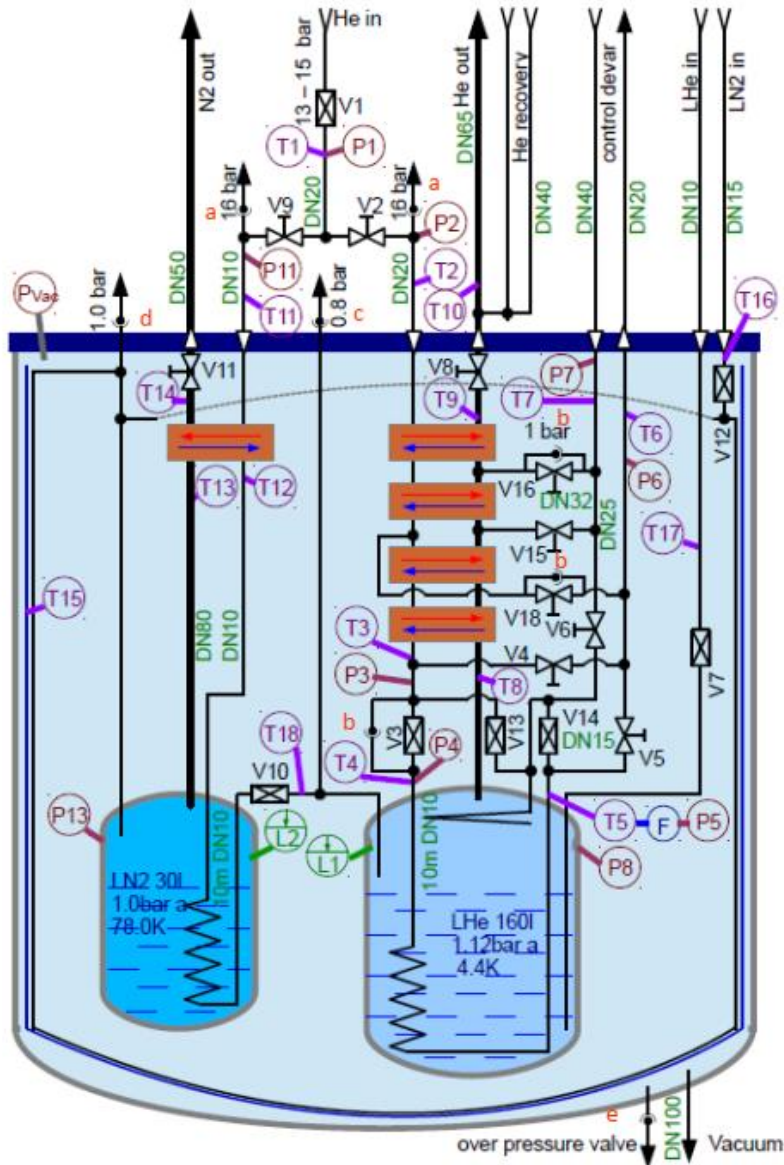 He in
N2 out
13 – 15 bar
V1
He out
DN65
He recovery
control devar
LHe in
LN2 in
T1
P1
DN40
DN40
DN20
DN10
DN15
a
16 bar
V9
DN20
V2
a
16 bar
P2
DN50
DN10
P11
DN20
T2
T11
T10
PVac
1.0 bar
d
0.8 bar
c
T16
V11
V8
P7
T14
T9
T7
b
T6
V12
1 bar
T13
T12
V16
DN32
P6
DN25
T17
V15
b
T15
V18
V6
DN80
DN10
T3
V4
P3
T8
V7
b
V3
V13
V14
DN15
V5
T18
T4
P4
V10
P13
L2
L1
10m DN10
10m DN10
T5
F
P5
P8
LN2 30l
1.0bar a
78.0K
LHe 160l
1.12bar a
4.4K
e
DN100
over pressure valve
Vacuum